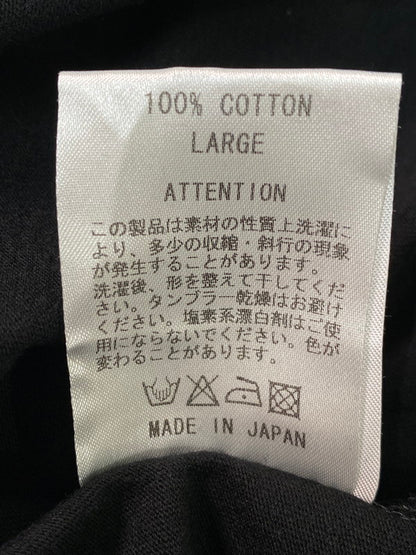 100% COTTON
LARGE
ATTENTION
この製品は素材の性質上洗濯に
より、多少の収縮・斜行の現象
が発生することがあります。
洗濯後、形を整えて干してくだ
さい。タンブラー乾燥はお避け
ください。塩素系漂白剤はご使
用にならないでください。色が
変わることがあります。
MADE IN JAPAN